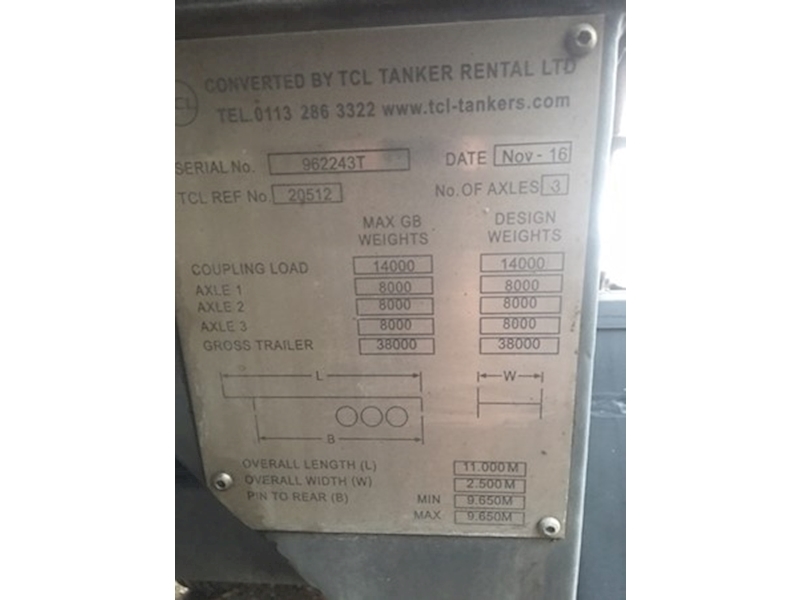 TCL
CONVERTED BY TCL TANKER RENTAL LTD
TEL.0113 286 3322 www.tcl-tankers.com
SERIAL No. 962243T DATE Nov - 16
TCL REF No. 20512 No. OF AXLES 3
MAX GB WEIGHTS DESIGN WEIGHTS
COUPLING LOAD 14000 14000
AXLE 1 8000 8000
AXLE 2 8000 8000
AXLE 3 8000 8000
GROSS TRAILER 38000 38000
L W
B
OVERALL LENGTH (L) 11.000M
OVERALL WIDTH (W) 2.500M
PIN TO REAR (B) MIN 9.650M
MAX 9.650M